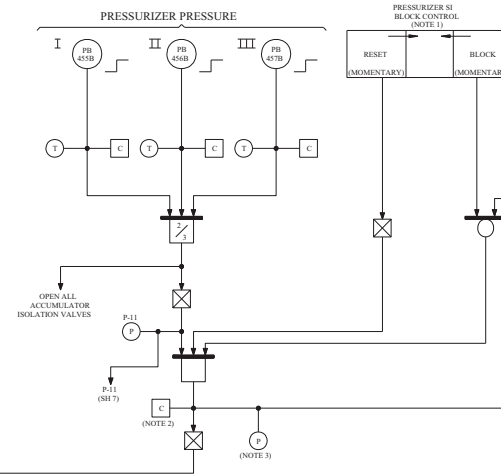 PRESSURIZER PRESSURE
PRESSURIZER SI
BLOCK CONTROL
(NOTE 1)
I
PB
455B
II
PB
456B
III
PB
457B
RESET
(MOMENTARY)
BLOCK
(MOMENTAR
T
C
T
C
T
C
2/3
OPEN ALL
ACCUMULATOR
ISOLATION VALVES
P-11
P
P-11
(SH 7)
C
(NOTE 2)
P
(NOTE 3)